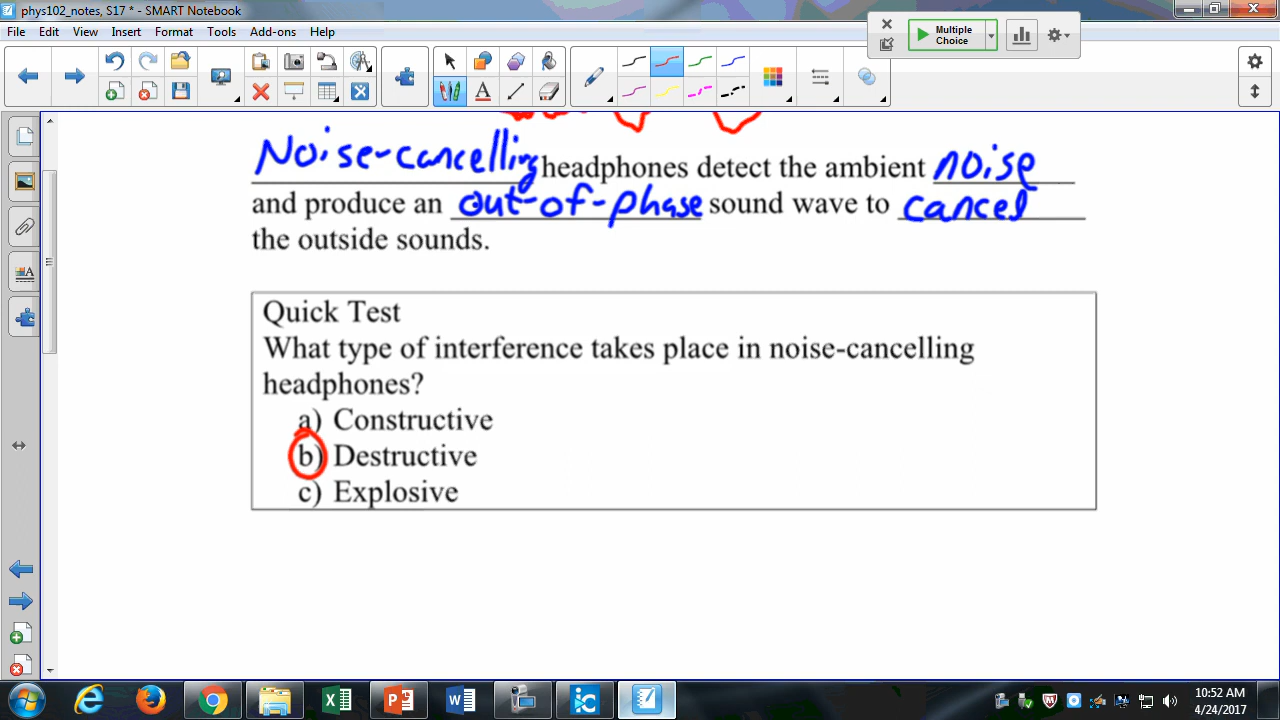 phys102_notes, S17 * - SMART Notebook
File Edit View Insert Format Tools Add-ons Help
Multiple
Choice
Noise-cancelling headphones detect the ambient noise
and produce an out-of-phase sound wave to cancel
the outside sounds.
Quick Test
What type of interference takes place in noise-cancelling
headphones?
a) Constructive
b) Destructive
c) Explosive
10:52 AM
4/24/2017